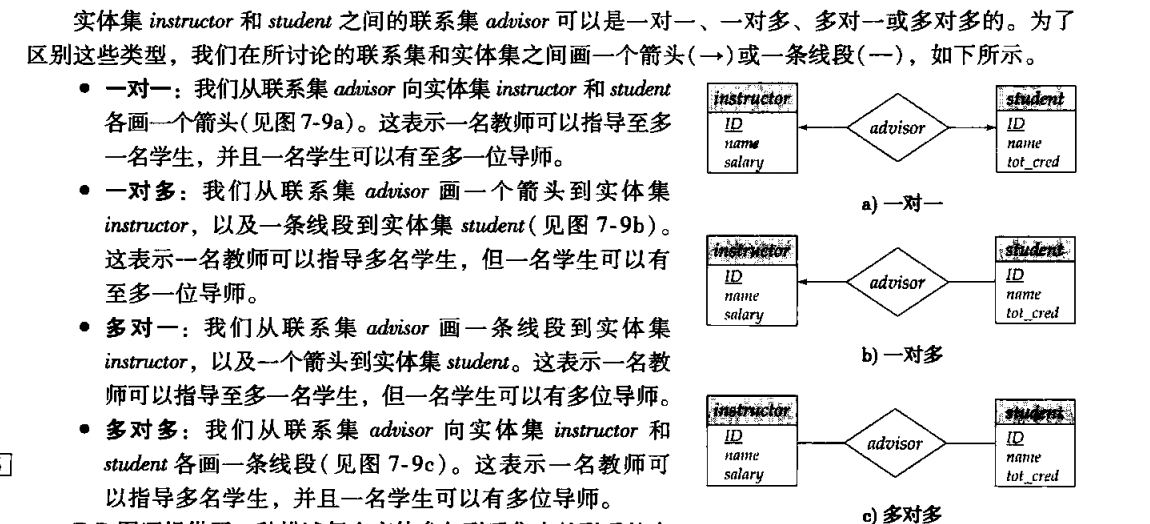 实体集 instructor 和 student 之间的联系集 advisor 可以是一对一、一对多、多对一或多对多的。为了
区别这些类型，我们在所讨论的联系集和实体集之间画一个箭头(→)或一条线段(—)，如下所示。
● 一对一：我们从联系集 advisor 向实体集 instructor 和 student
各画一个箭头(见图 7-9a)。这表示一名教师可以指导至多
一名学生，并且一名学生可以有至多一位导师。
● 一对多：我们从联系集 advisor 画一个箭头到实体集
instructor，以及一条线段到实体集 student(见图 7-9b)。
这表示一名教师可以指导多名学生，但一名学生可以有
至多一位导师。
● 多对一：我们从联系集 advisor 画一条线段到实体集
instructor，以及一个箭头到实体集 student。这表示一名教
师可以指导至多一名学生，但一名学生可以有多位导师。
● 多对多：我们从联系集 advisor 向实体集 instructor 和
student 各画一条线段(见图 7-9c)。这表示一名教师可
以指导多名学生，并且一名学生可以有多位导师。
instructor
ID
name
salary
advisor
student
ID
name
tot_cred
a) 一对一
instructor
ID
name
salary
advisor
student
ID
name
tot_cred
b) 一对多
instructor
ID
name
salary
advisor
student
ID
name
tot_cred
c) 多对多